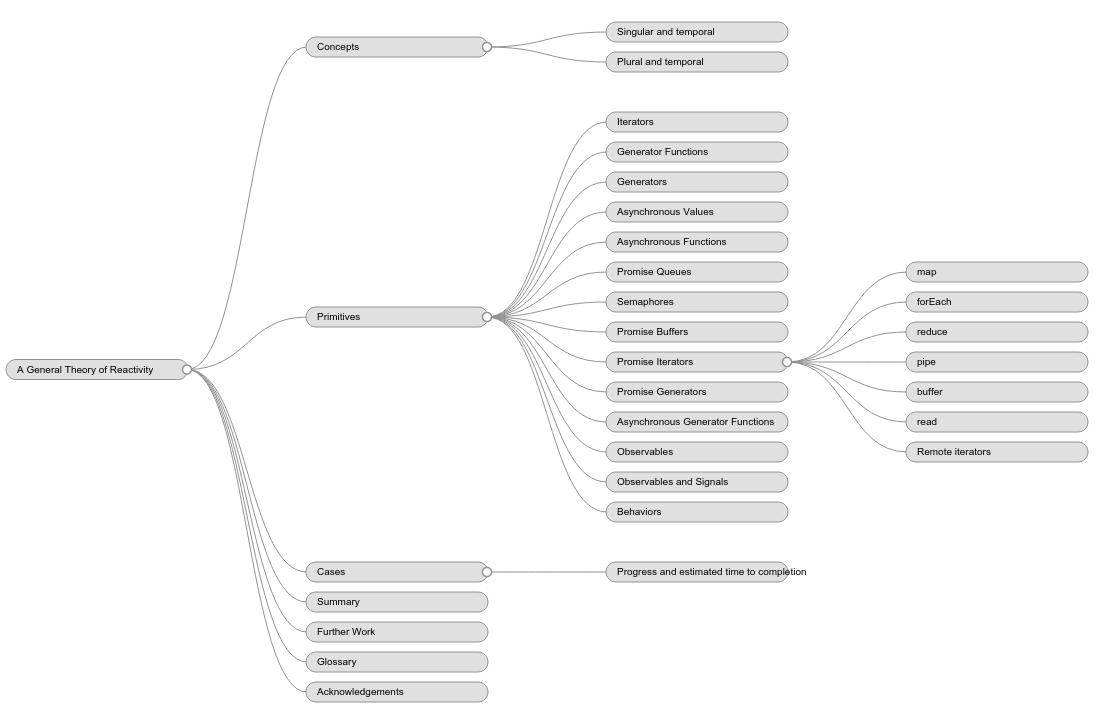 A General Theory of Reactivity
Concepts
Singular and temporal
Plural and temporal
Primitives
Iterators
Generator Functions
Generators
Asynchronous Values
Asynchronous Functions
Promise Queues
Semaphores
Promise Buffers
Promise Iterators
map
forEach
reduce
pipe
buffer
read
Remote iterators
Promise Generators
Asynchronous Generator Functions
Observables
Observables and Signals
Behaviors
Cases
Progress and estimated time to completion
Summary
Further Work
Glossary
Acknowledgements